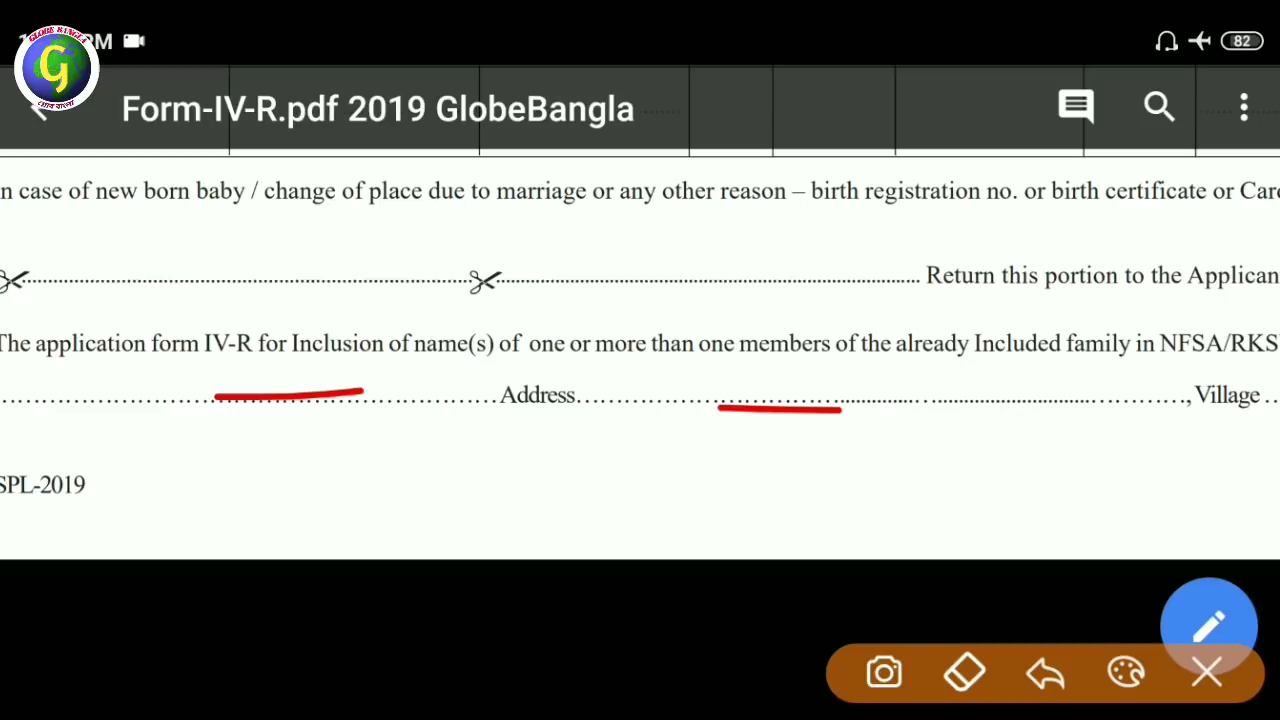 GLOBE BANGLA
G
গ্লোব বাংলা
PM
82
Form-IV-R.pdf 2019 GlobeBangla
n case of new born baby / change of place due to marriage or any other reason – birth registration no. or birth certificate or Car
Return this portion to the Applican
The application form IV-R for Inclusion of name(s) of one or more than one members of the already Included family in NFSA/RKS
Address, Village
SPL-2019